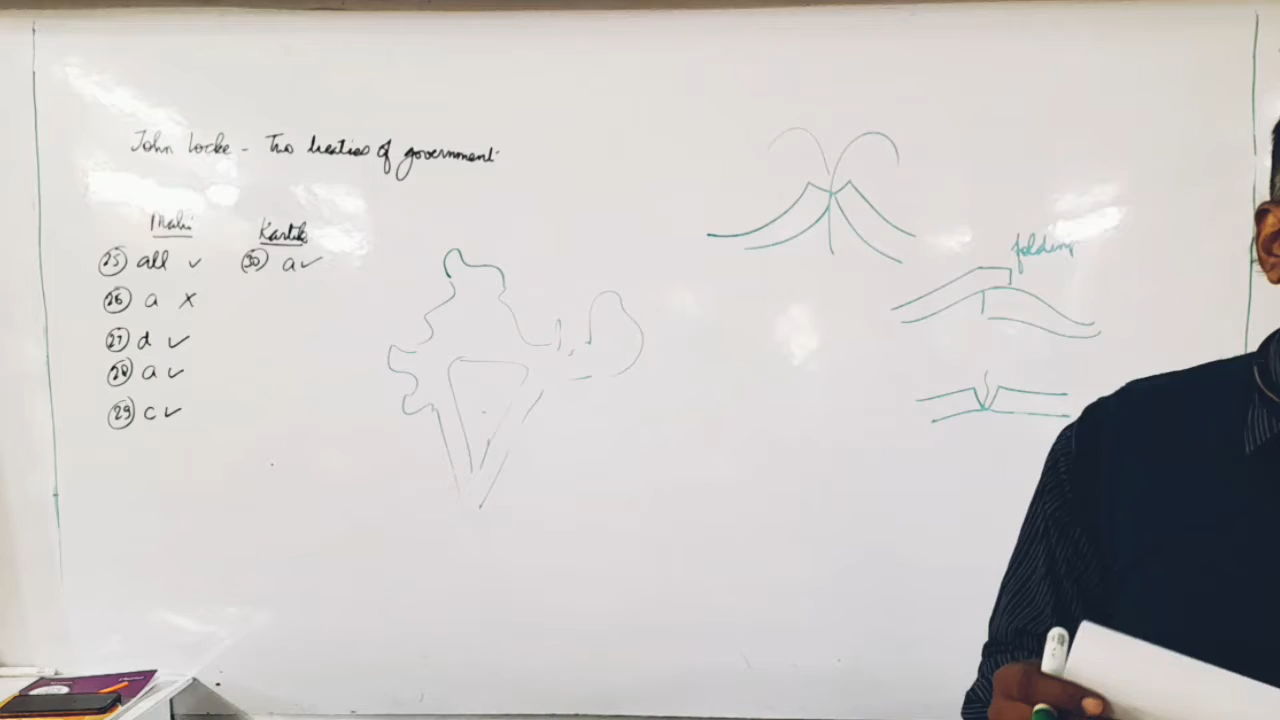 John Locke - Two treaties of government
Mahi
25 all ✓
26 a X
27 d ✓
28 a ✓
29 c ✓
Kartik
30 a ✓
folding